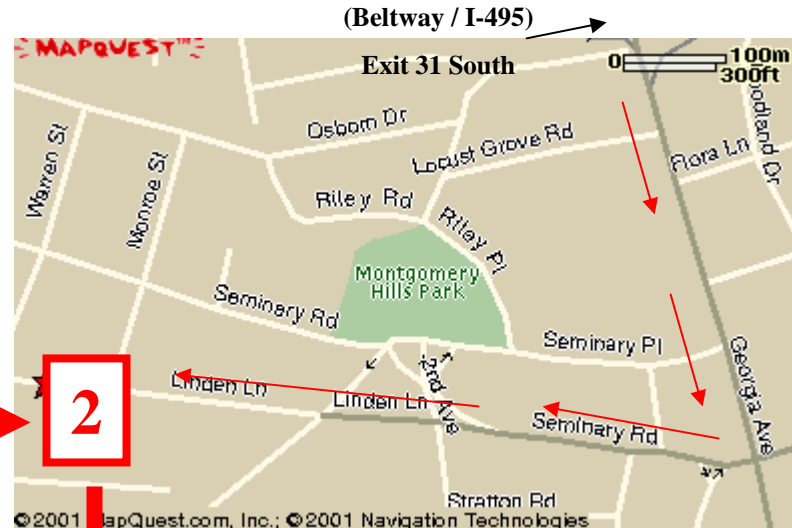 (Beltway / I-495)
MAPQUEST™
Exit 31 South
0 100m
300ft
Osborn Dr
Locust Grove Rd
Flora Ln
Warren St
Monroe St
Riley Rd
Riley Pl
Montgomery
Hills Park
Seminary Rd
Seminary Pl
Georgia Ave
2nd Ave
Linden Ln
Linden Ln
Seminary Rd
2
Stratton Rd
©2001 MapQuest.com, Inc.; ©2001 Navigation Technologies